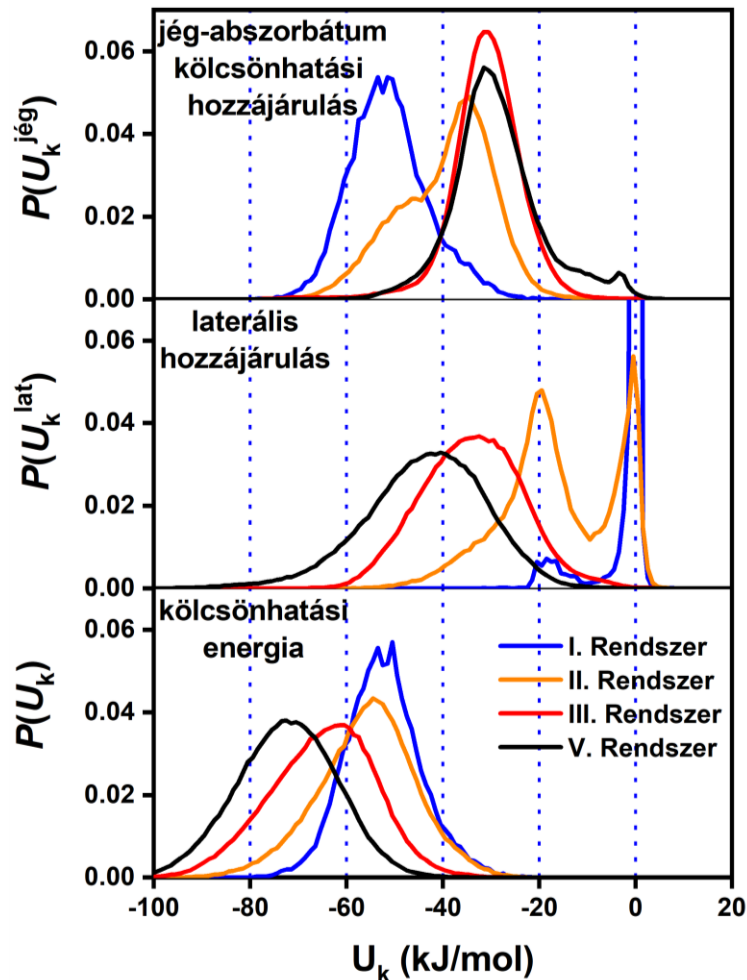 jég-abszorbátum
kölcsönhatási
hozzájárulás
P(U_k^jég)
0.06
0.04
0.02
0.00
laterális
hozzájárulás
P(U_k^lat)
0.06
0.04
0.02
0.00
kölcsönhatási
energia
P(U_k)
0.06
0.04
0.02
0.00
I. Rendszer
II. Rendszer
III. Rendszer
V. Rendszer
-100 -80 -60 -40 -20 0 20
U_k (kJ/mol)